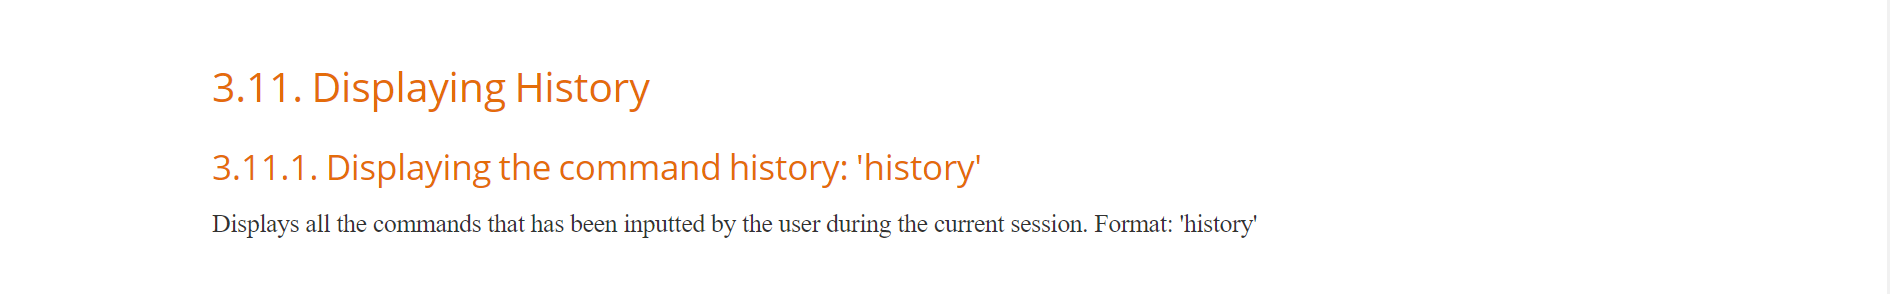 3.11. Displaying History
3.11.1. Displaying the command history: 'history'
Displays all the commands that has been inputted by the user during the current session. Format: 'history'